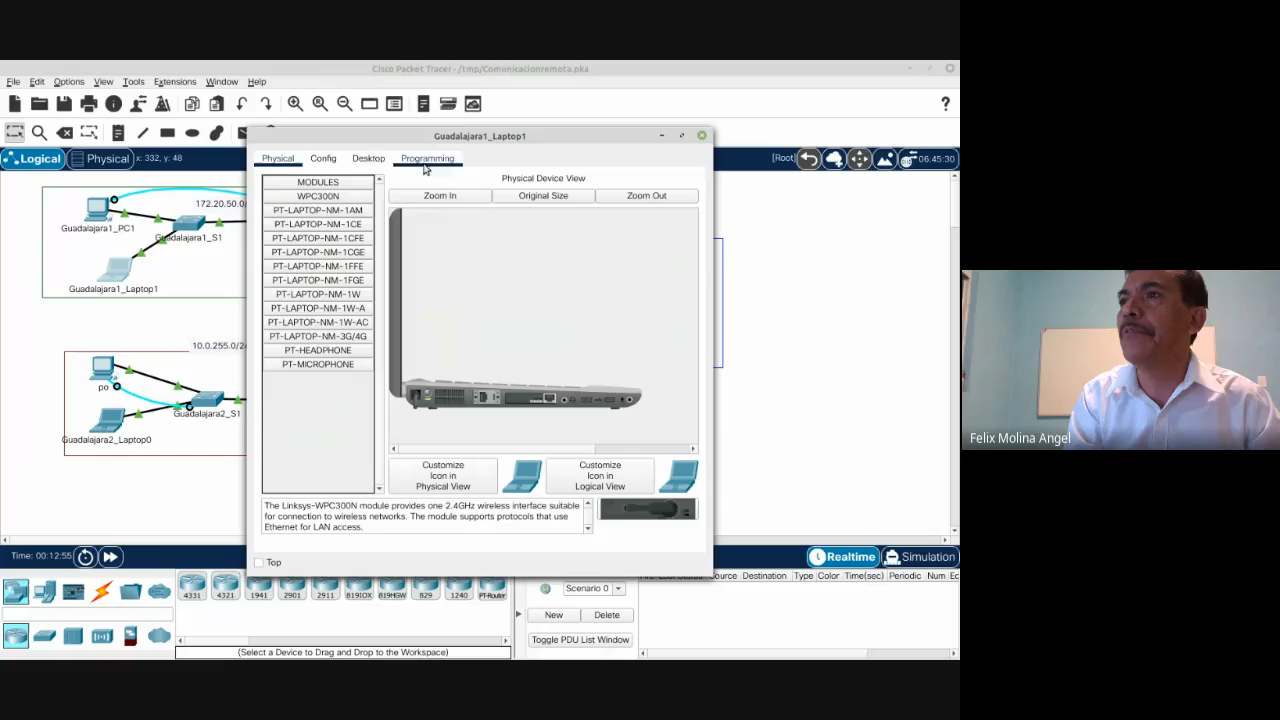 Cisco Packet Tracer - /tmp/Comunicacionremota.pka
File Edit Options View Tools Extensions Window Help
?
Logical Physical x: 332, y: 48
[Root] 06:45:30
172.20.50.0/
Guadalajara1_PC1
Guadalajara1_S1
Guadalajara1_Laptop1
10.0.255.0/24
po
Guadalajara2_S1
Guadalajara2_Laptop0
Guadalajara1_Laptop1
Physical Config Desktop Programming
MODULES
WPC300N
PT-LAPTOP-NM-1AM
PT-LAPTOP-NM-1CE
PT-LAPTOP-NM-1CFE
PT-LAPTOP-NM-1CGE
PT-LAPTOP-NM-1FFE
PT-LAPTOP-NM-1FGE
PT-LAPTOP-NM-1W
PT-LAPTOP-NM-1W-A
PT-LAPTOP-NM-1W-AC
PT-LAPTOP-NM-3G/4G
PT-HEADPHONE
PT-MICROPHONE
Physical Device View
Zoom In Original Size Zoom Out
Customize
Icon in
Physical View
Customize
Icon in
Logical View
The Linksys-WPC300N module provides one 2.4GHz wireless interface suitable
for connection to wireless networks. The module supports protocols that use
Ethernet for LAN access.
Top
Felix Molina Angel
Time: 00:12:55
Realtime Simulation
4331 4321 1941 2901 2911 819IOX 819HGW 829 1240 PT-Router
(Select a Device to Drag and Drop to the Workspace)
Scenario 0
New Delete
Toggle PDU List Window
Source Destination Type Color Time(sec) Periodic Num